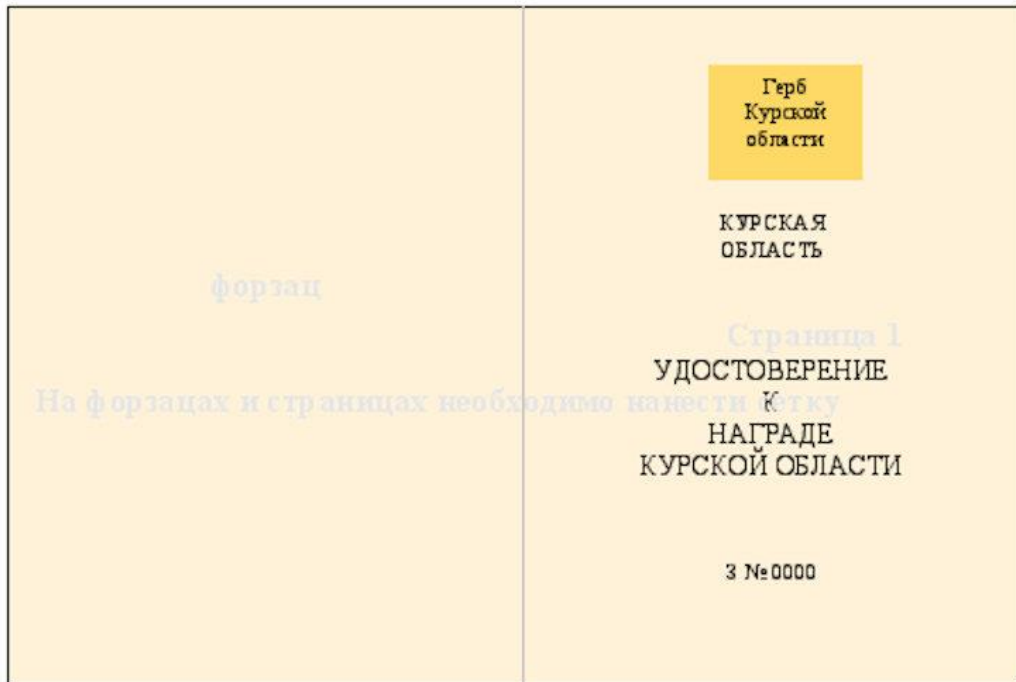 Герб
Курской
области
КУРСКАЯ
ОБЛАСТЬ
форзац
Страница 1
УДОСТОВЕРЕНИЕ
На форзацах и страницах необходимо нанести сетку
К
НАГРАДЕ
КУРСКОЙ ОБЛАСТИ
З №0000